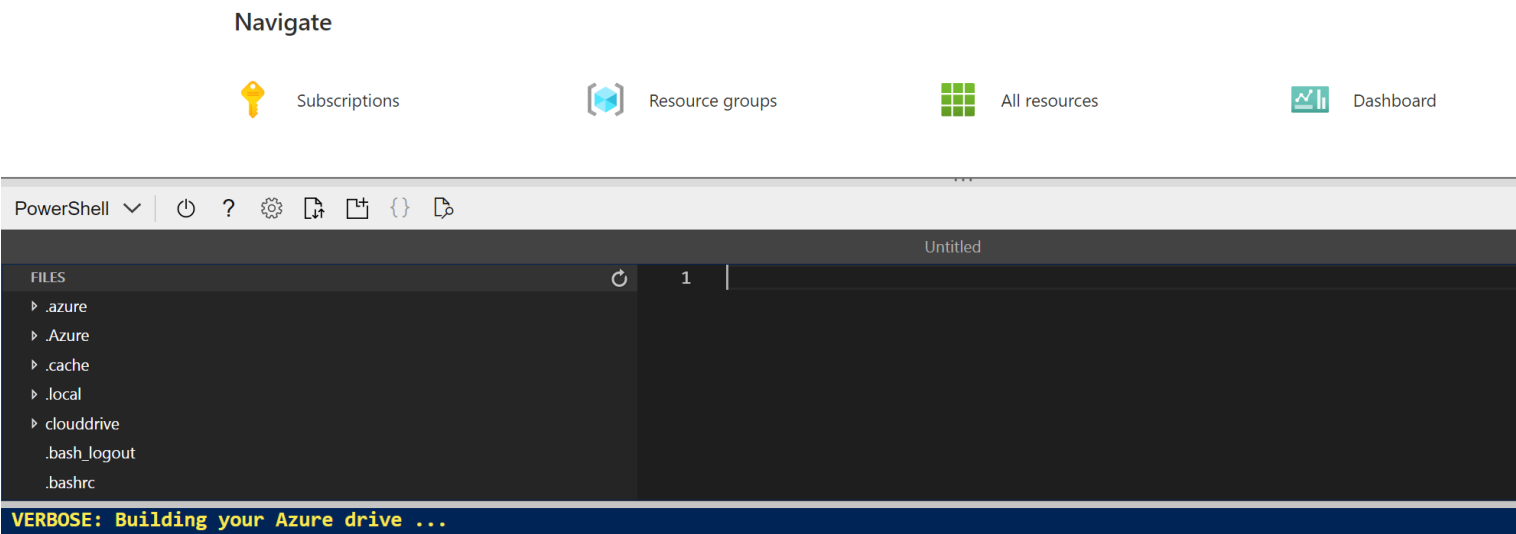 Navigate
Subscriptions Resource groups All resources Dashboard
PowerShell
Untitled
FILES 1
.azure
.Azure
.cache
.local
clouddrive
.bash_logout
.bashrc
VERBOSE: Building your Azure drive ...